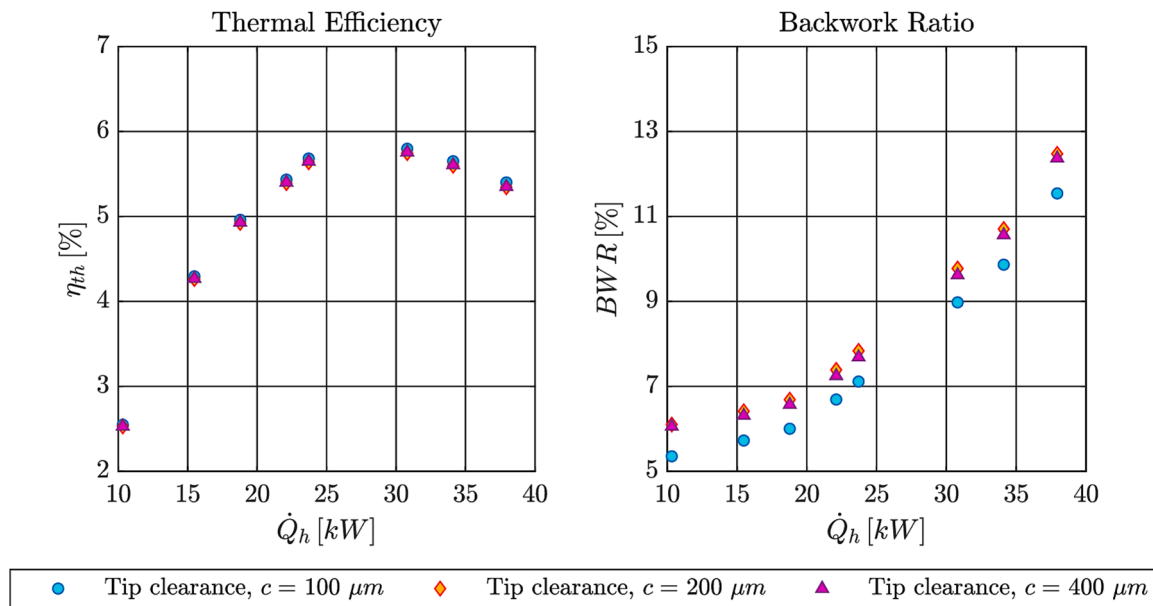 Thermal Efficiency
7
6
5
4
3
2
η_th [%]
10 15 20 25 30 35 40
Q̇_h [kW]
Backwork Ratio
15
13
11
9
7
5
BWR [%]
10 15 20 25 30 35 40
Q̇_h [kW]
Tip clearance, c = 100 μm Tip clearance, c = 200 μm Tip clearance, c = 400 μm